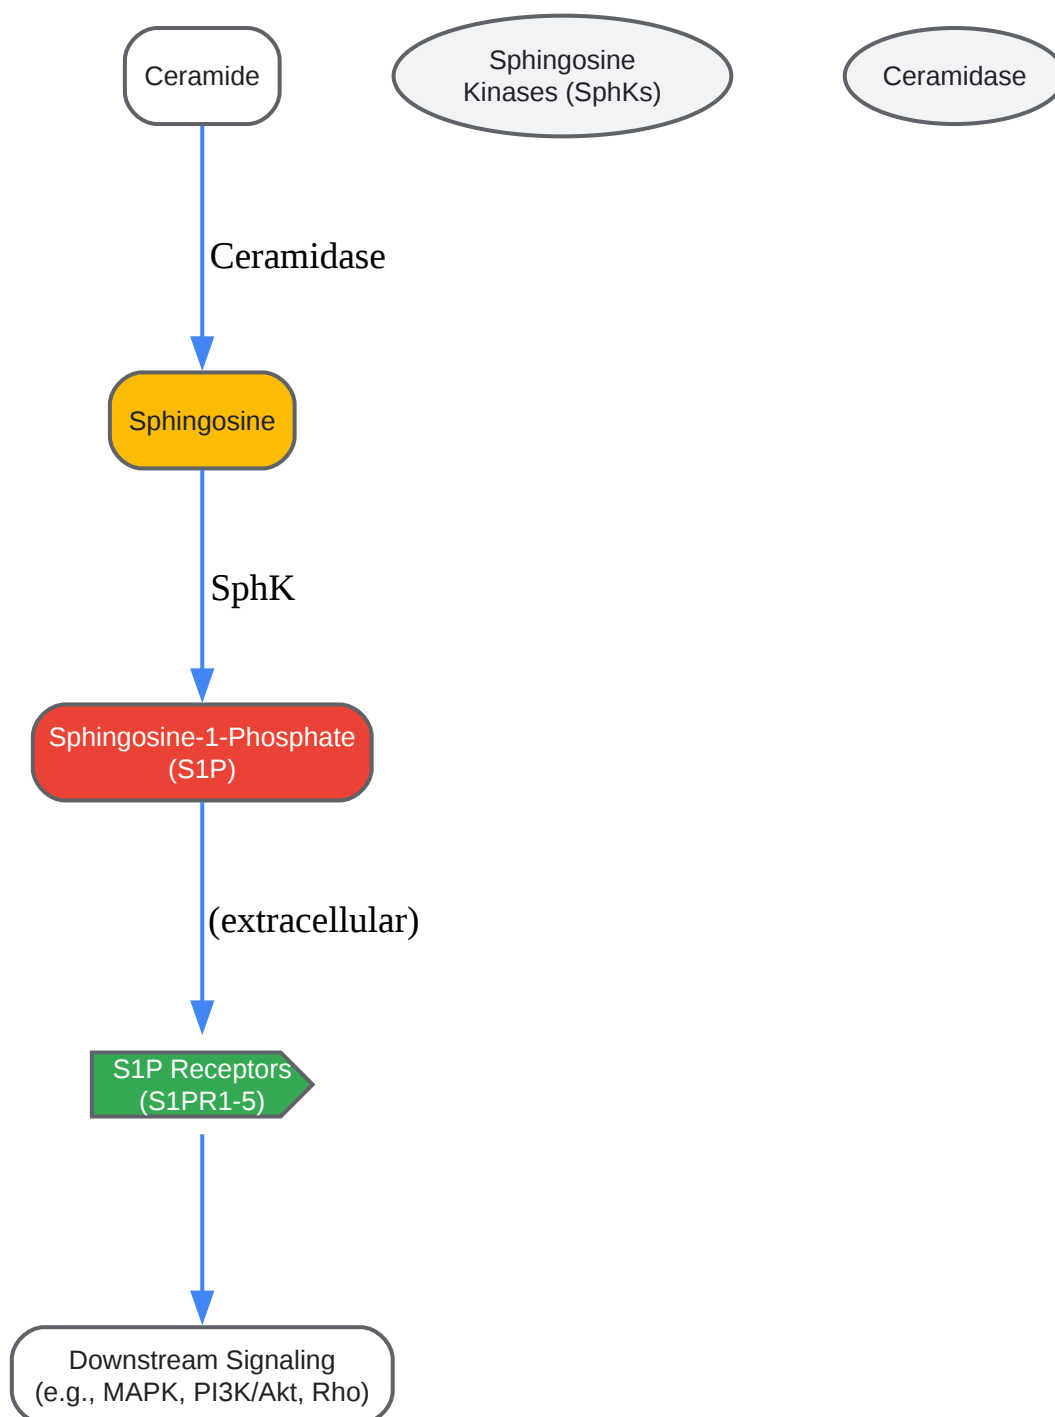 Ceramide
Sphingosine
Kinases (SphKs)
Ceramidase
Ceramidase
Sphingosine
SphK
Sphingosine-1-Phosphate
(S1P)
(extracellular)
S1P Receptors
(S1PR1-5)
Downstream Signaling
(e.g., MAPK, PI3K/Akt, Rho)